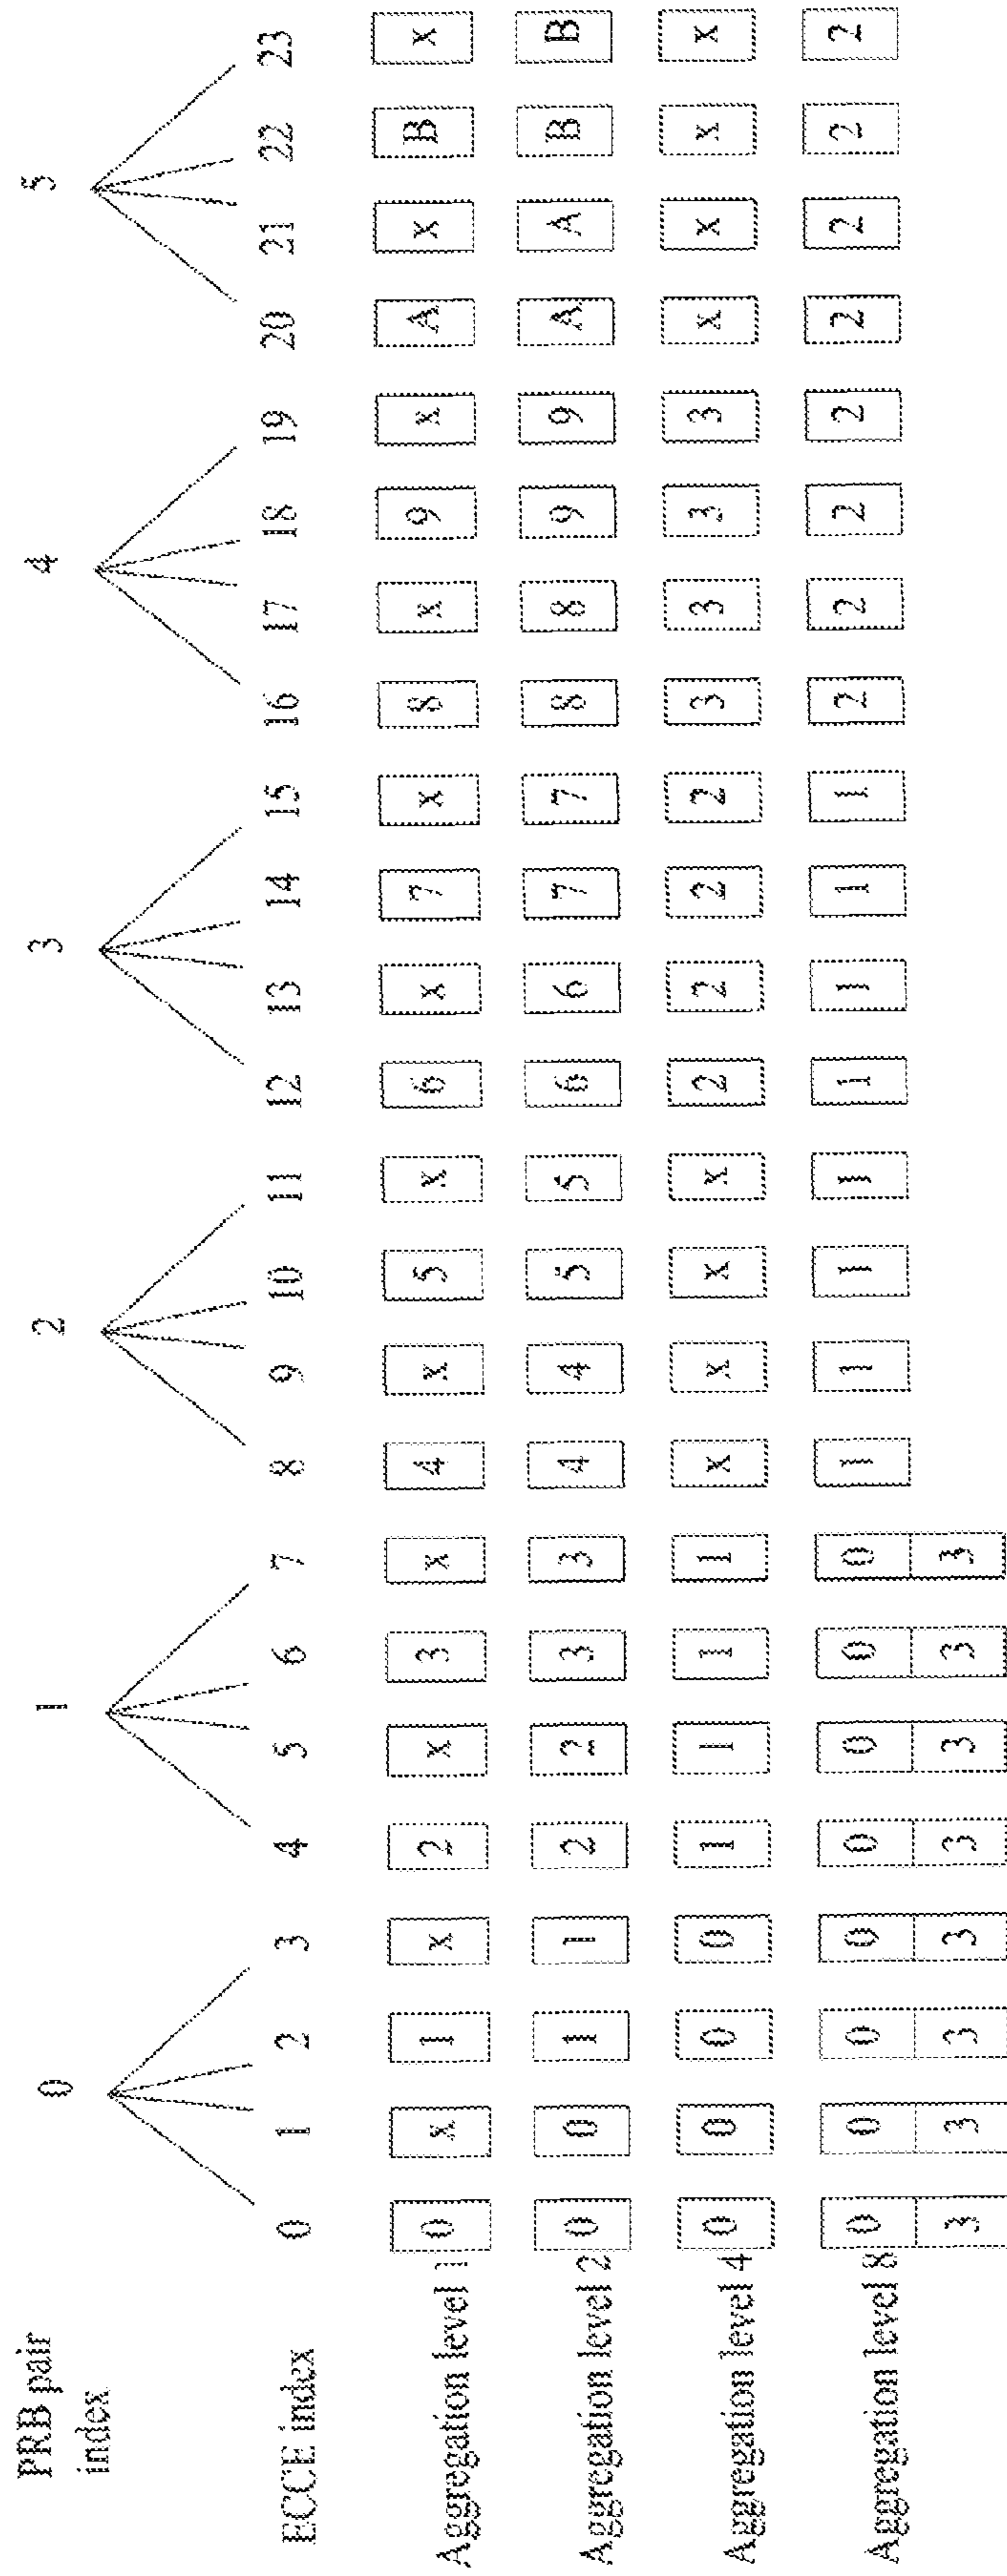 PRB pair
index
0 1 2 3 4 5
ECCE index
0 1 2 3 4 5 6 7 8 9 10 11 12 13 14 15 16 17 18 19 20 21 22 23
Aggregation level 1
0 x 1 x 2 x 3 x 4 x 5 x 6 x 7 x 8 x 9 x A x B x
Aggregation level 2
0 0 1 1 2 2 3 3 4 4 5 5 6 6 7 7 8 8 9 9 A A B B
Aggregation level 4
0 0 0 0 1 1 1 1 x x x x 2 2 2 2 3 3 3 3 x x x x
Aggregation level 8
0 0 0 0 0 0 0 0 1 1 1 1 1 1 1 1 2 2 2 2 2 2 2 2
3 3 3 3 3 3 3 3